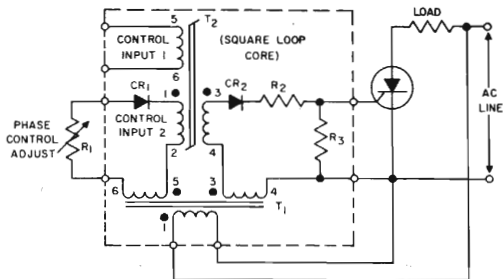 5
T2
LOAD
CONTROL INPUT 1
(SQUARE LOOP CORE)
6
CR1
1
3
CR2
R2
AC LINE
PHASE CONTROL ADJUST
R1
CONTROL INPUT 2
R3
2
4
6
5
3
4
T1
1